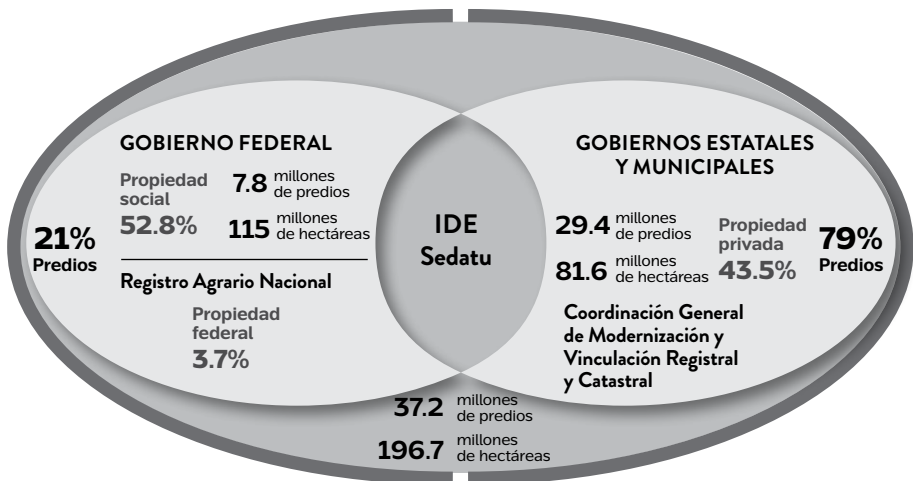 GOBIERNO FEDERAL
Propiedad
social
52.8%
7.8 millones
de predios
115 millones
de hectáreas
21%
Predios
Registro Agrario Nacional
Propiedad
federal
3.7%
IDE
Sedatu
GOBIERNOS ESTATALES
Y MUNICIPALES
29.4 millones
de predios
81.6 millones
de hectáreas
Propiedad
privada
43.5%
79%
Predios
Coordinación General
de Modernización y
Vinculación Registral
y Catastral
37.2 millones
de predios
196.7 millones
de hectáreas